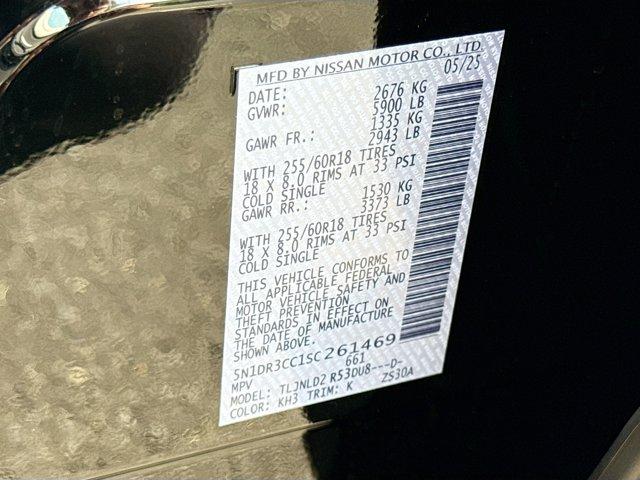 MFD BY NISSAN MOTOR CO., LTD.
DATE: 05/25
GVWR: 2676 KG
5900 LB
GAWR FR.: 1335 KG
2943 LB
WITH 255/60R18 TIRES
18 X 8.0 RIMS AT 33 PSI
COLD SINGLE
GAWR RR.: 1530 KG
3373 LB
WITH 255/60R18 TIRES
18 X 8.0 RIMS AT 33 PSI
COLD SINGLE
THIS VEHICLE CONFORMS TO
ALL APPLICABLE FEDERAL
MOTOR VEHICLE SAFETY AND
THEFT PREVENTION
STANDARDS IN EFFECT ON
THE DATE OF MANUFACTURE
SHOWN ABOVE.
5N1DR3CC1SC261469
MPV 661
MODEL: TLJNLD2 R53DU8---D-
COLOR: KH3 TRIM: K ZS30A